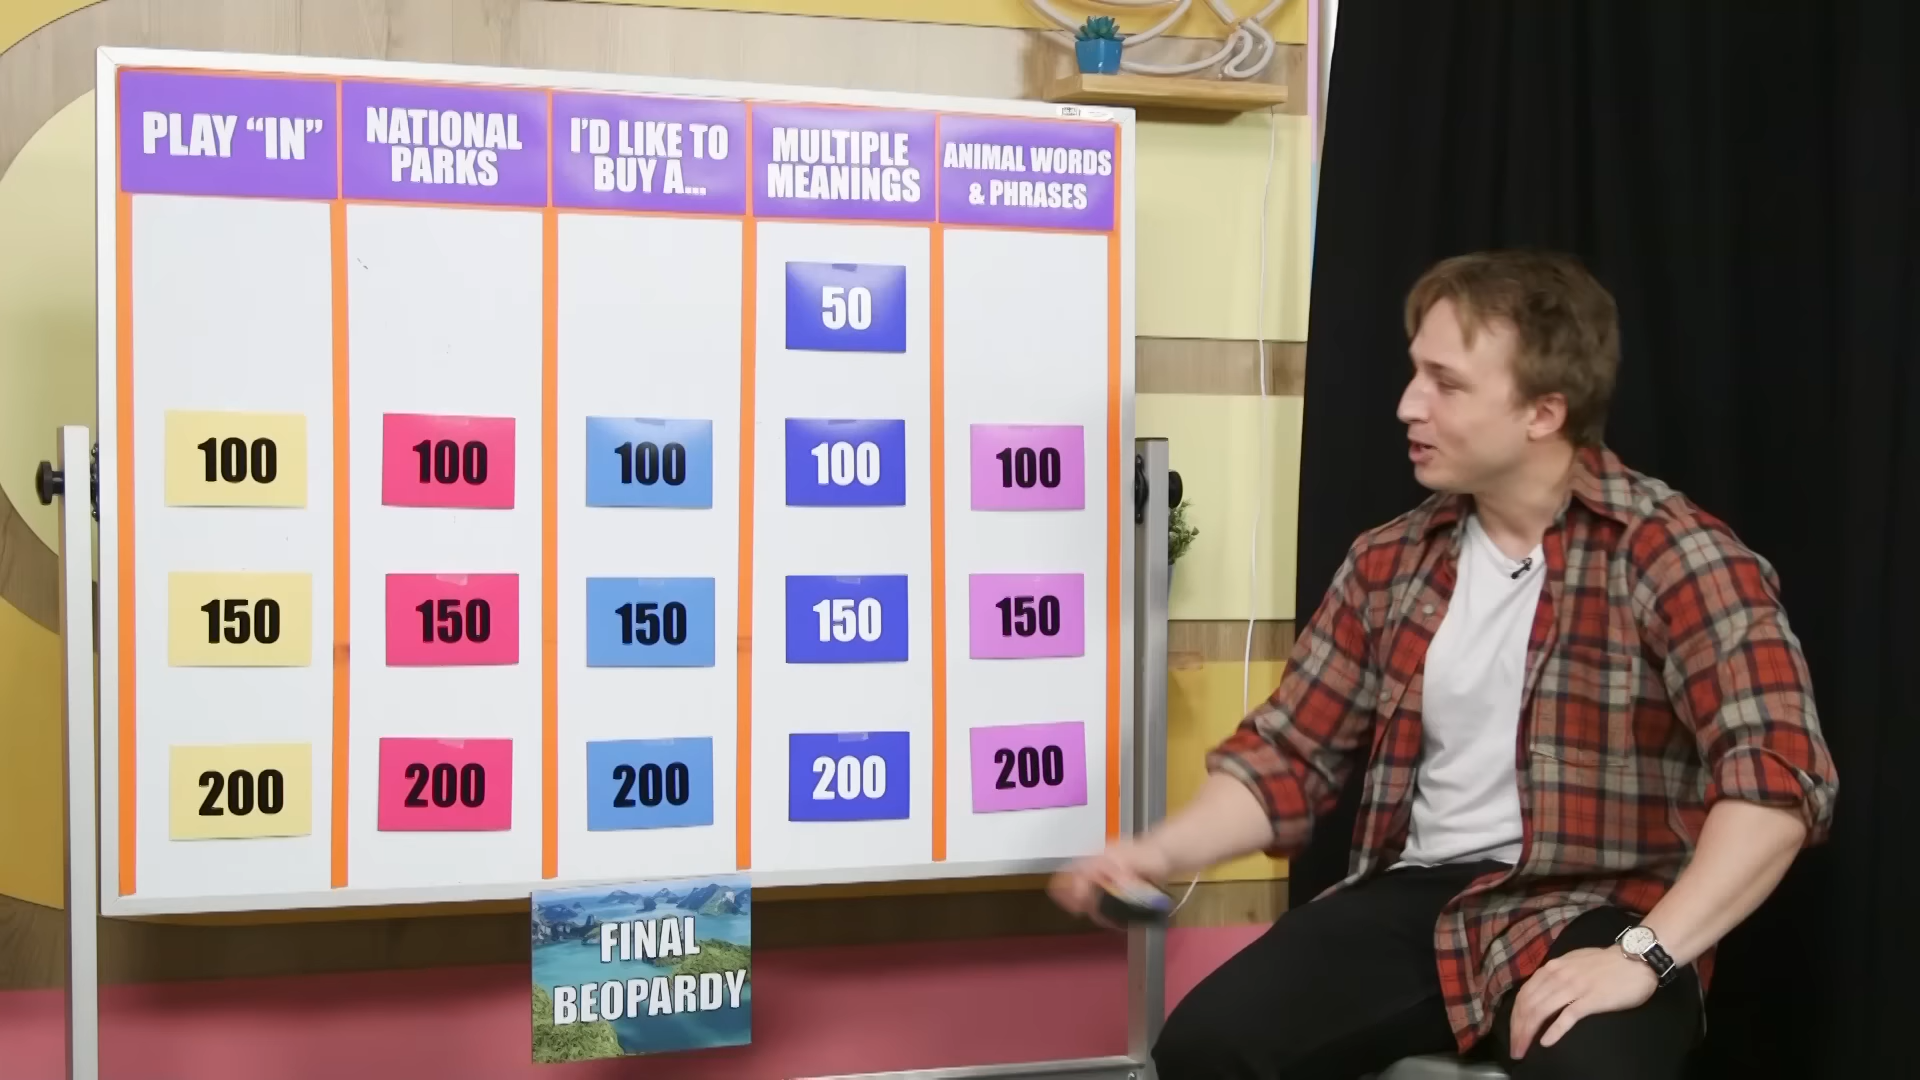 PLAY “IN”
NATIONAL
PARKS
I’D LIKE TO
BUY A...
MULTIPLE
MEANINGS
ANIMAL WORDS
& PHRASES
50
100
100
100
100
100
150
150
150
150
150
200
200
200
200
200
FINAL
BEOPARDY